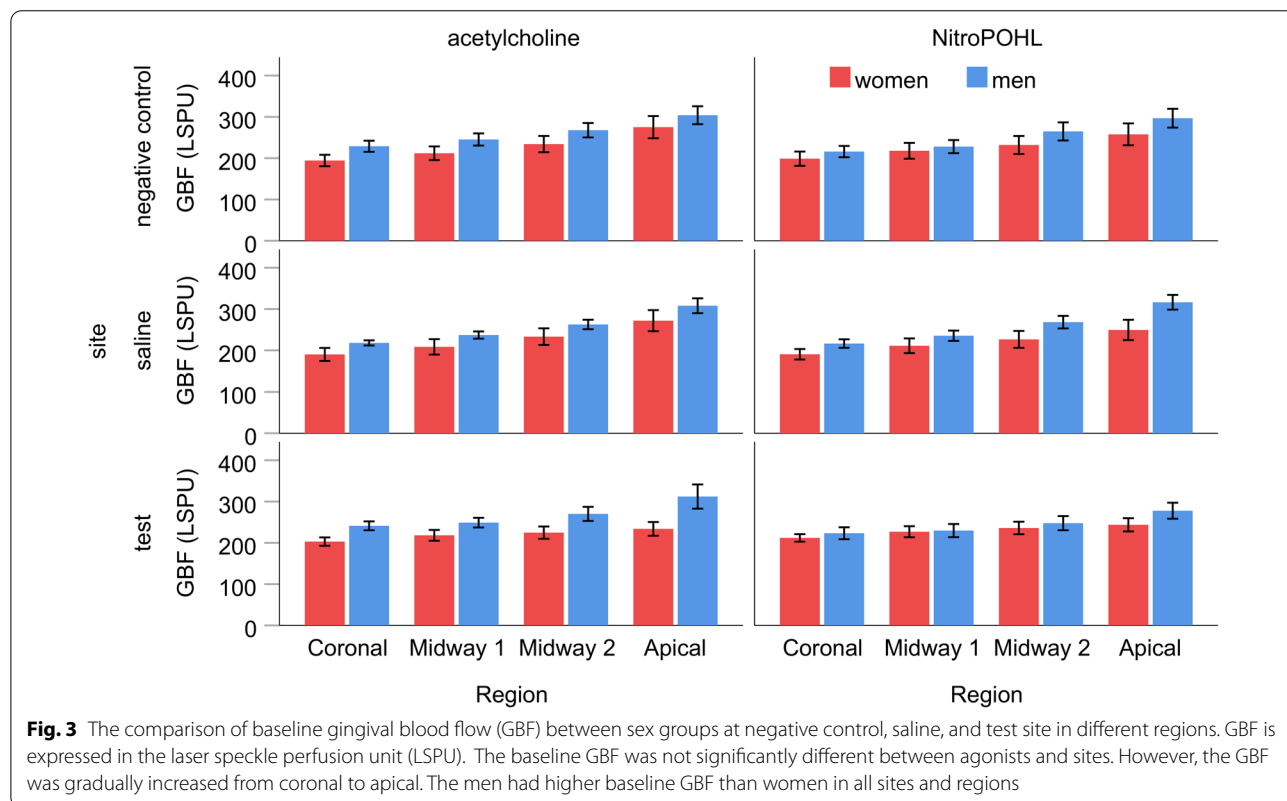 acetylcholine NitroPOHL
women men
negative control
GBF (LSPU)
400
300
200
100
0
site
saline
GBF (LSPU)
400
300
200
100
0
test
GBF (LSPU)
400
300
200
100
0
Coronal Midway 1 Midway 2 Apical Coronal Midway 1 Midway 2 Apical
Region Region
Fig. 3 The comparison of baseline gingival blood flow (GBF) between sex groups at negative control, saline, and test site in different regions. GBF is
expressed in the laser speckle perfusion unit (LSPU). The baseline GBF was not significantly different between agonists and sites. However, the GBF
was gradually increased from coronal to apical. The men had higher baseline GBF than women in all sites and regions